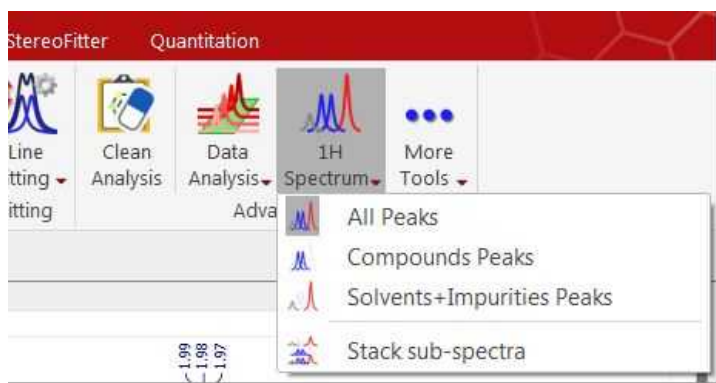 StereoFitter Quantitation
Line Clean Data 1H More
tting Analysis Analysis Spectrum Tools
itting Adva
All Peaks
Compounds Peaks
Solvents+Impurities Peaks
Stack sub-spectra
1.99
1.98
1.97